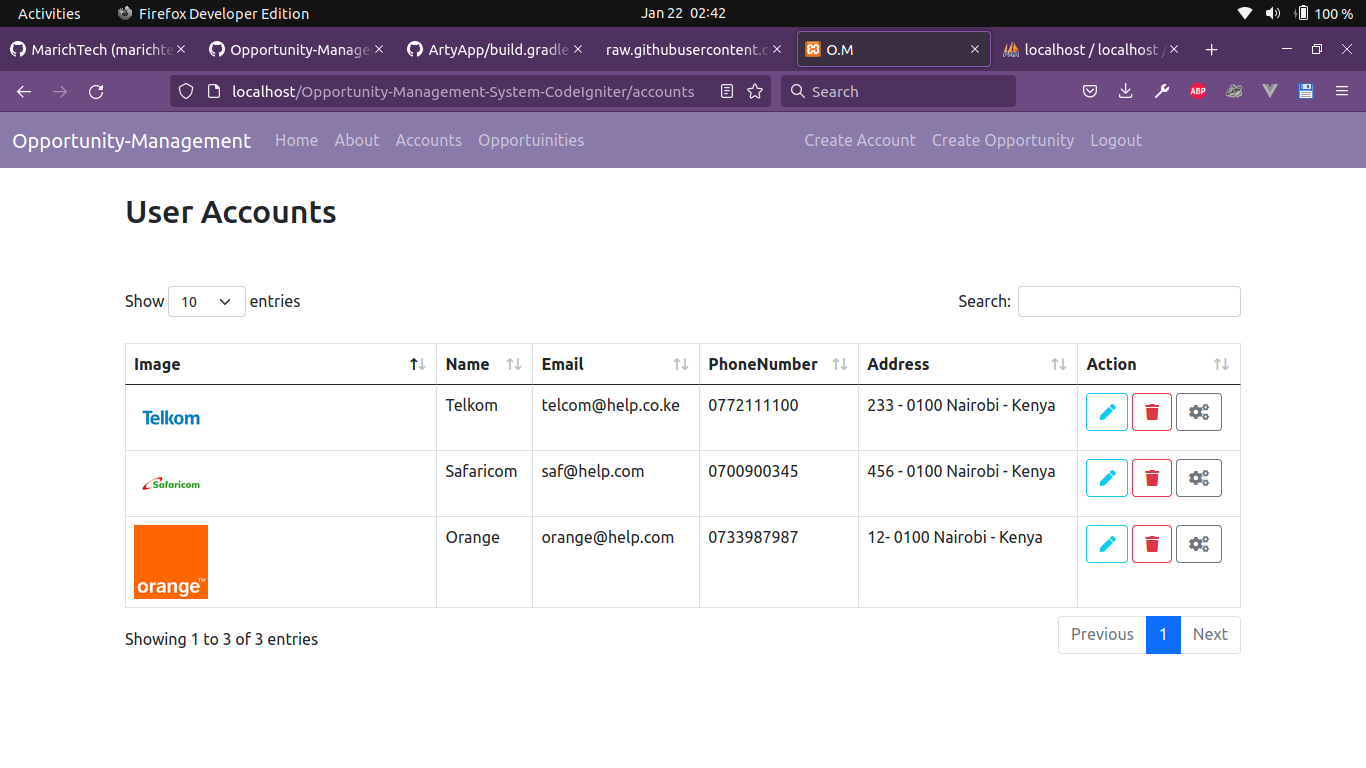 Activities Firefox Developer Edition Jan 22 02:42 100 %
MarichTech (marichte Opportunity-Manage ArtyApp/build.gradle raw.githubusercontent.c O.M localhost / localhost /
localhost/Opportunity-Management-System-CodeIgniter/accounts Search ABP
Opportunity-Management Home About Accounts Opportuinities Create Account Create Opportunity Logout
User Accounts
Show 10 entries Search:
Image Name Email PhoneNumber Address Action
Telkom Telkom telcom@help.co.ke 0772111100 233 - 0100 Nairobi - Kenya
Safaricom Safaricom saf@help.com 0700900345 456 - 0100 Nairobi - Kenya
Orange orange@help.com 0733987987 12- 0100 Nairobi - Kenya
orange™
Showing 1 to 3 of 3 entries Previous 1 Next